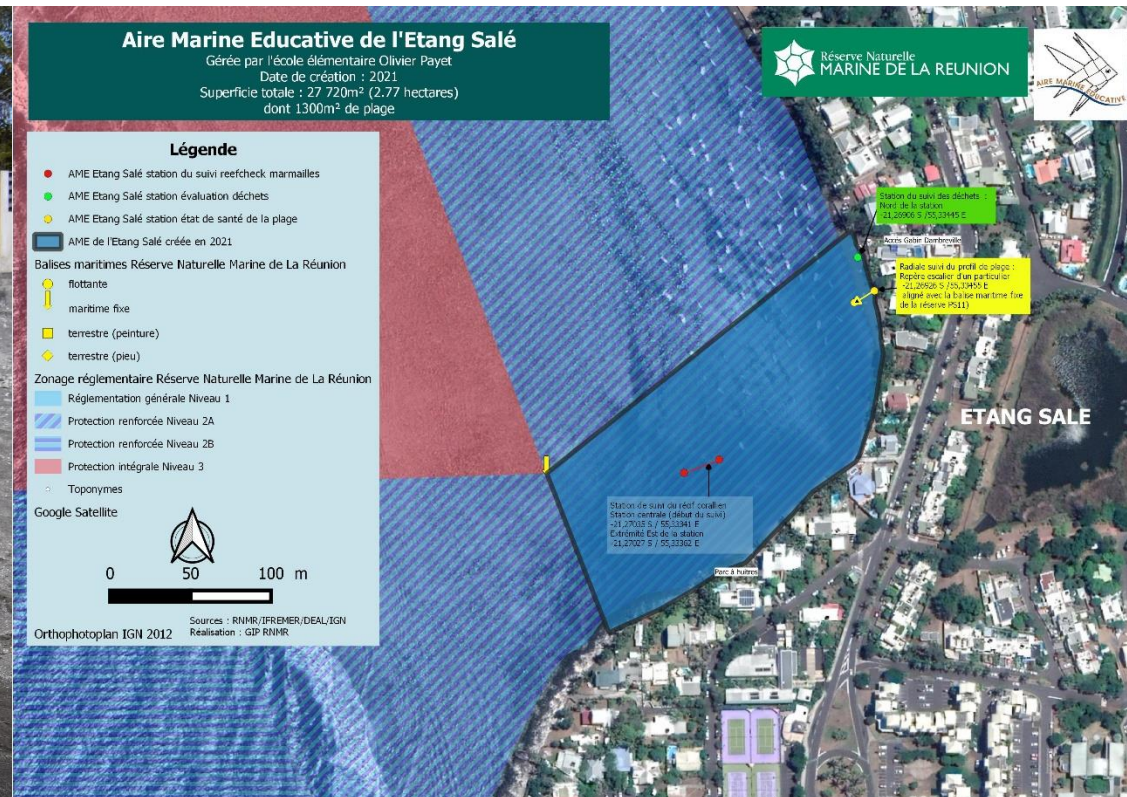 Aire Marine Educative de l'Etang Salé
Gérée par l'école élémentaire Olivier Payet
Date de création : 2021
Superficie totale : 27 720m² (2.77 hectares)
dont 1300m² de plage
Réserve Naturelle
MARINE DE LA REUNION
AIRE MARINE EDUCATIVE
Légende
AME Etang Salé station du suivi reefcheck marmailles
AME Etang Salé station évaluation déchets
AME Etang Salé station état de santé de la plage
AME de l'Etang Salé créée en 2021
Balises maritimes Réserve Naturelle Marine de La Réunion
flottante
maritime fixe
terrestre (peinture)
terrestre (pieu)
Zonage réglementaire Réserve Naturelle Marine de La Réunion
Réglementation générale Niveau 1
Protection renforcée Niveau 2A
Protection renforcée Niveau 2B
Protection intégrale Niveau 3
Toponymes
Google Satellite
0 50 100 m
Sources : RNMR/IFREMER/DEAL/IGN
Orthophotoplan IGN 2012 Réalisation : GIP RNMR
Station du suivi des déchets :
Nord de la station
-21,26906 S /55,33445 E
Accès Gabin Dambreville
Radiale suivi du profil de plage :
Repère escalier d'un particulier
-21,26926 S /55,33455 E
aligné avec la balise maritime fixe
de la réserve PS11)
ETANG SALE
Station de suivi du récif corallien
Station centrale (début du suivi)
-21,27035 S / 55,33341 E
Extrémité Est de la station
-21,27027 S / 55,33362 E
Parc à huîtres